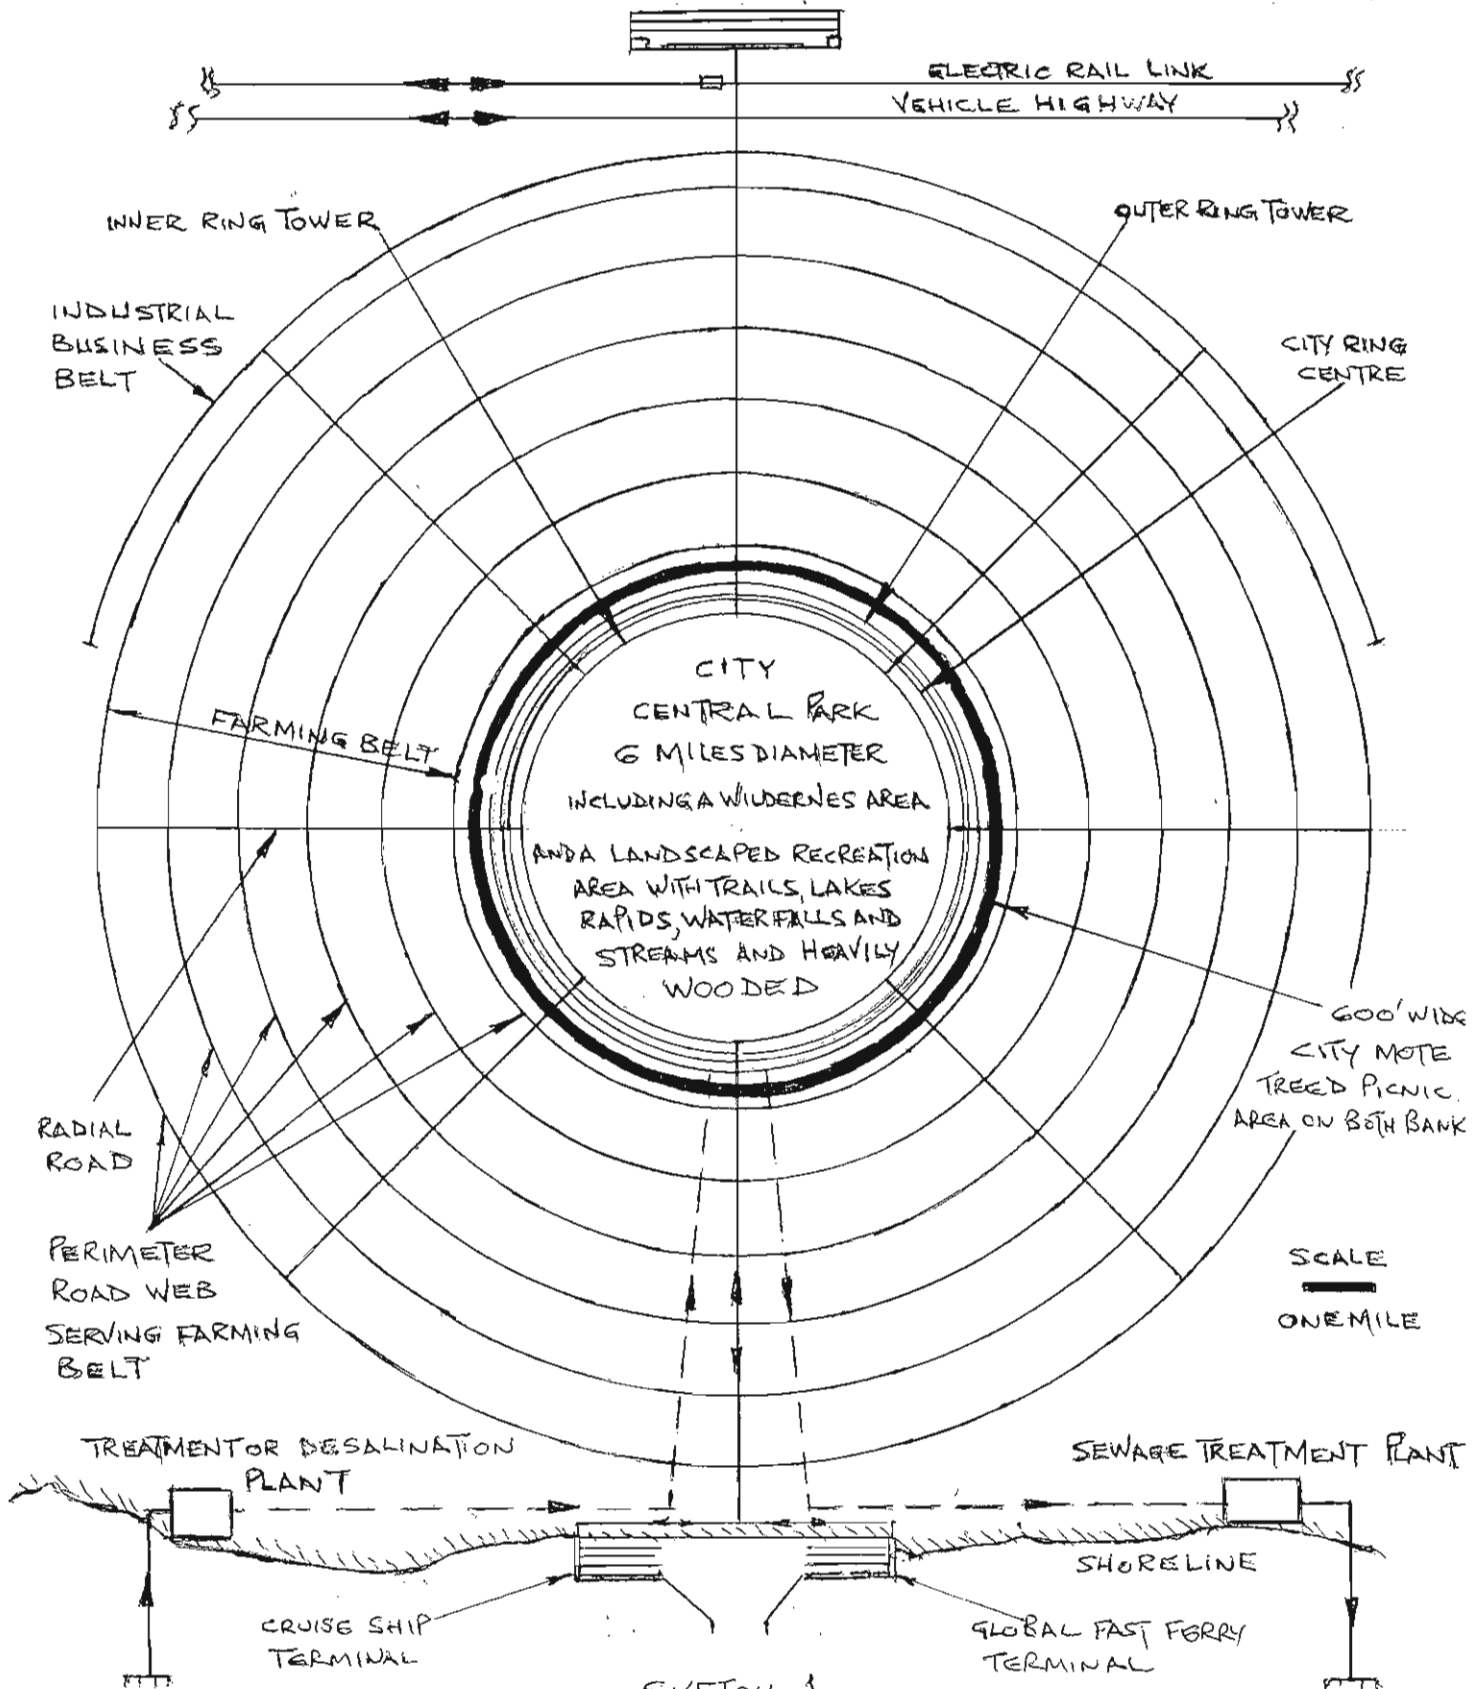 ELECTRIC RAIL LINK
VEHICLE HIGHWAY
INNER RING TOWER
OUTER RING TOWER
INDUSTRIAL
BUSINESS
BELT
CITY RING
CENTRE
CITY
CENTRAL PARK
6 MILES DIAMETER
INCLUDING A WILDERNES AREA
AND A LANDSCAPED RECREATION
AREA WITH TRAILS, LAKES
RAPIDS, WATERFALLS AND
STREAMS AND HEAVILY
WOODED
FARMING BELT
600' WIDE
CITY MOTE
TREED PICNIC
AREA ON BOTH BANK
RADIAL
ROAD
PERIMETER
ROAD WEB
SERVING FARMING
BELT
SCALE
ONE MILE
TREATMENT OR DESALINATION
PLANT
SEWAGE TREATMENT PLANT
SHORELINE
CRUISE SHIP
TERMINAL
GLOBAL FAST FERRY
TERMINAL